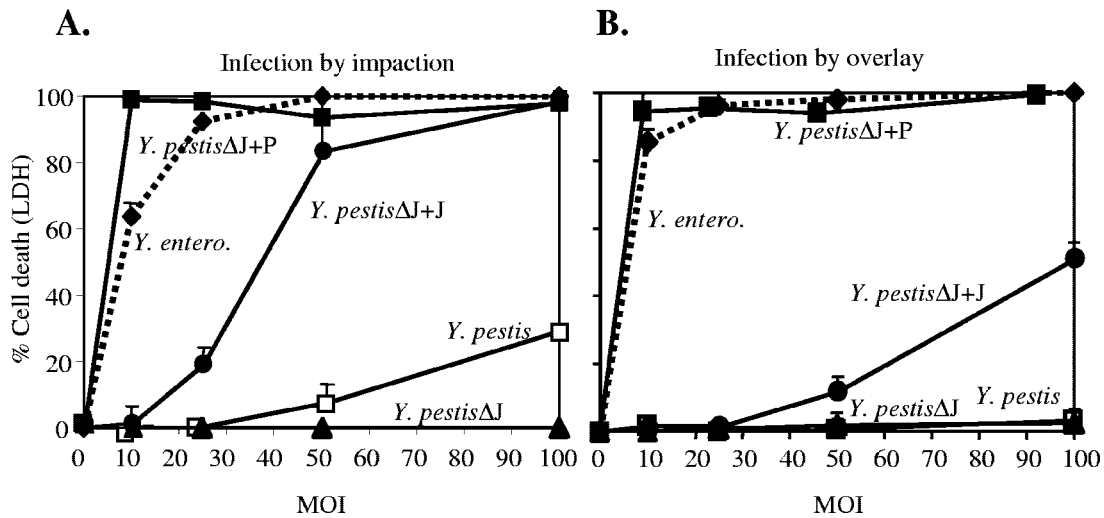 A.
Infection by impaction
% Cell death (LDH)
100
80
60
40
20
0
Y. pestisΔJ+P
Y. pestisΔJ+J
Y. entero.
Y. pestis
Y. pestisΔJ
0 10 20 30 40 50 60 70 80 90 100
MOI
B.
Infection by overlay
Y. pestisΔJ+P
Y. entero.
Y. pestisΔJ+J
Y. pestisΔJ
Y. pestis
0 10 20 30 40 50 60 70 80 90 100
MOI